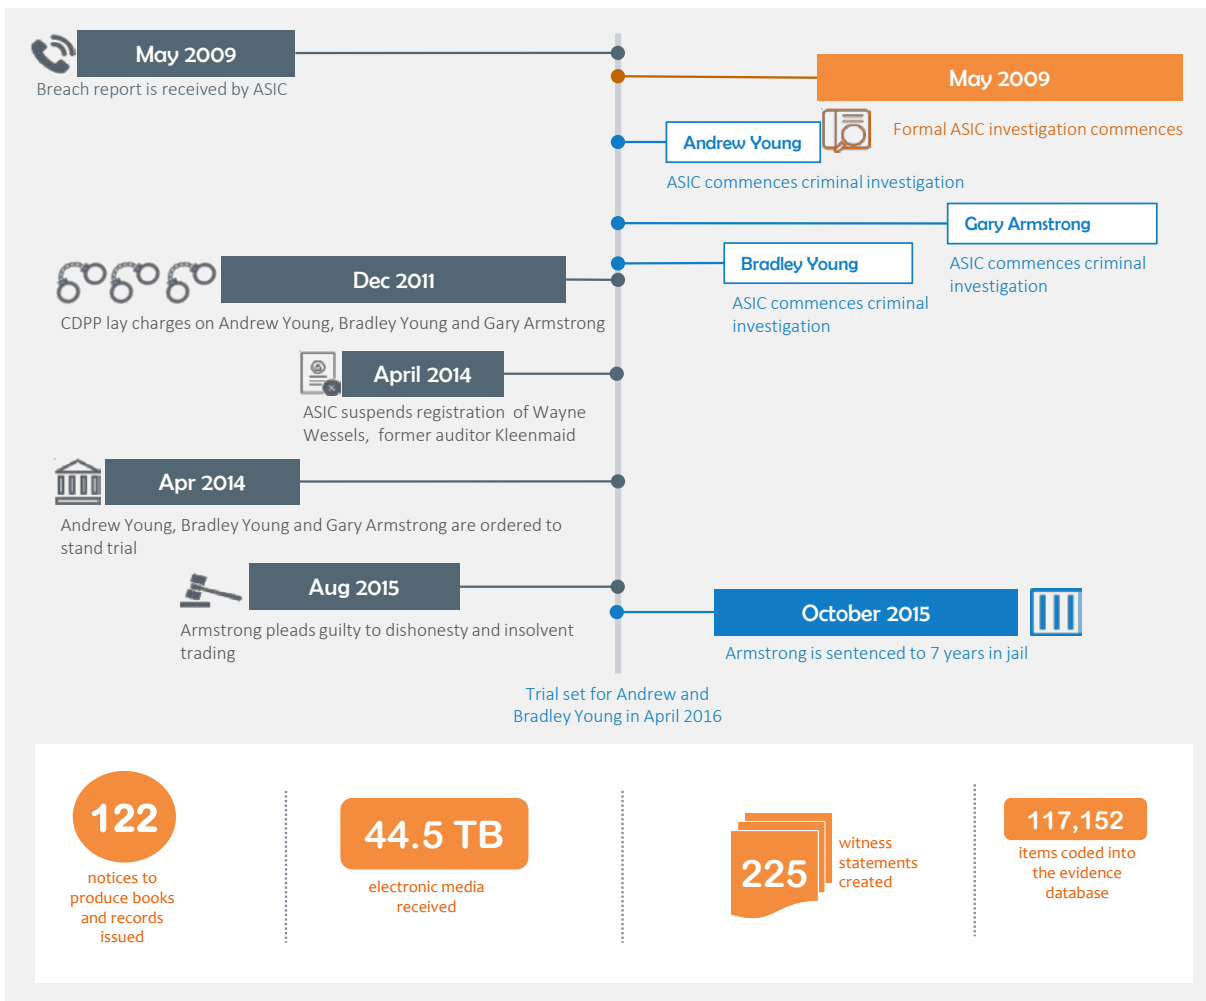 May 2009
Breach report is received by ASIC
May 2009
Formal ASIC investigation commences
Andrew Young
ASIC commences criminal investigation
Gary Armstrong
ASIC commences criminal
investigation
Bradley Young
ASIC commences criminal
investigation
Dec 2011
CDPP lay charges on Andrew Young, Bradley Young and Gary Armstrong
April 2014
ASIC suspends registration of Wayne
Wessels, former auditor Kleenmaid
Apr 2014
Andrew Young, Bradley Young and Gary Armstrong are ordered to
stand trial
Aug 2015
Armstrong pleads guilty to dishonesty and insolvent
trading
October 2015
Armstrong is sentenced to 7 years in jail
Trial set for Andrew and
Bradley Young in April 2016
122
notices to
produce books
and records
issued
44.5 TB
electronic media
received
225
witness
statements
created
117,152
items coded into
the evidence
database